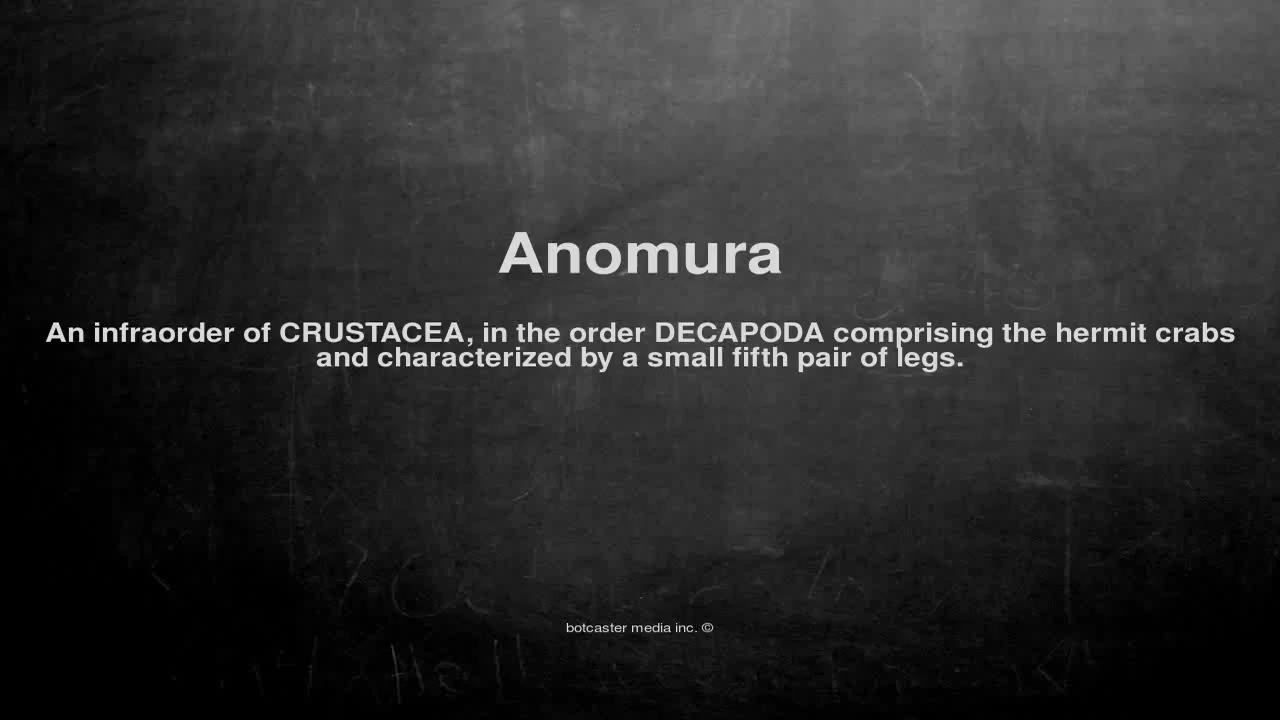 Anomura
An infraorder of CRUSTACEA, in the order DECAPODA comprising the hermit crabs
and characterized by a small fifth pair of legs.
botcaster media inc. ©